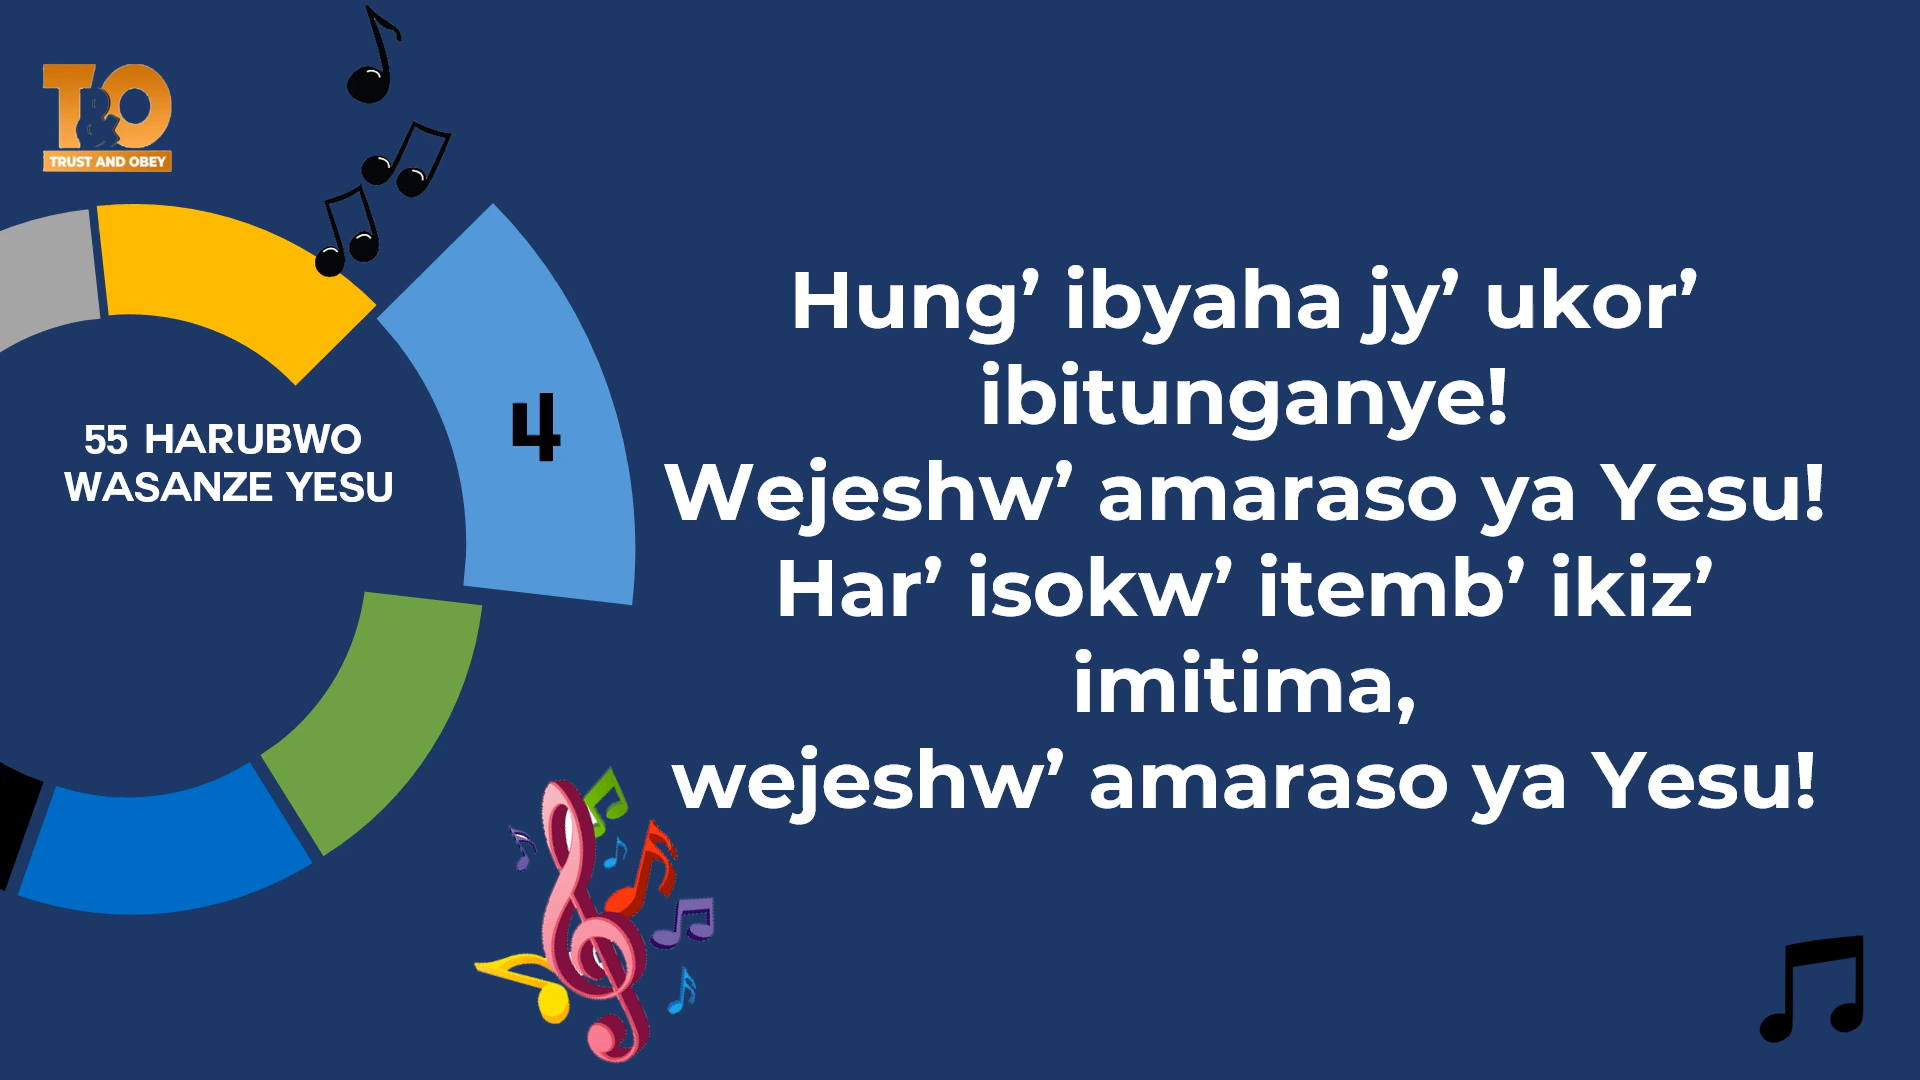 T&O
TRUST AND OBEY
55 HARUBWO
WASANZE YESU
4
Hung’ ibyaha jy’ ukor’
ibitunganye!
Wejeshw’ amaraso ya Yesu!
Har’ isokw’ itemb’ ikiz’
imitima,
wejeshw’ amaraso ya Yesu!